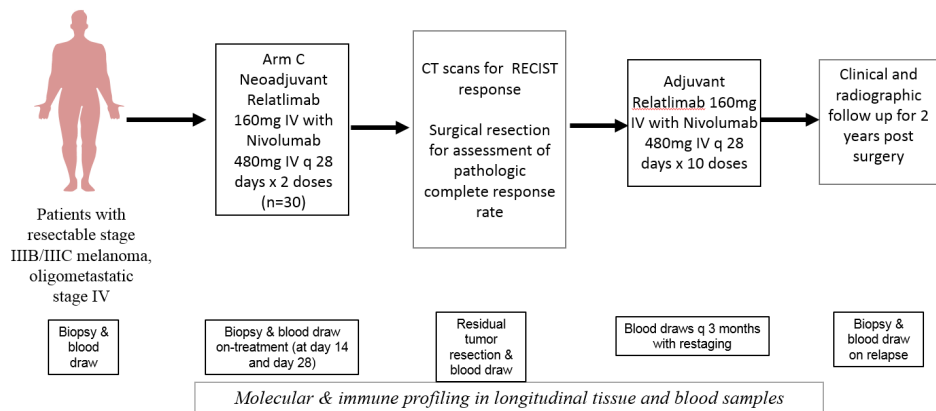 Patients with
resectable stage
IIIB/IIIC melanoma,
oligometastatic
stage IV
Arm C
Neoadjuvant
Relatlimab
160mg IV with
Nivolumab
480mg IV q 28
days x 2 doses
(n=30)
CT scans for RECIST
response
Surgical resection
for assessment of
pathologic
complete response
rate
Adjuvant
Relatlimab 160mg
IV with Nivolumab
480mg IV q 28
days x 10 doses
Clinical and
radiographic
follow up for 2
years post
surgery
Biopsy &
blood
draw
Biopsy & blood draw
on-treatment (at day 14
and day 28)
Residual
tumor
resection &
blood draw
Blood draws q 3 months
with restaging
Biopsy &
blood draw
on relapse
Molecular & immune profiling in longitudinal tissue and blood samples